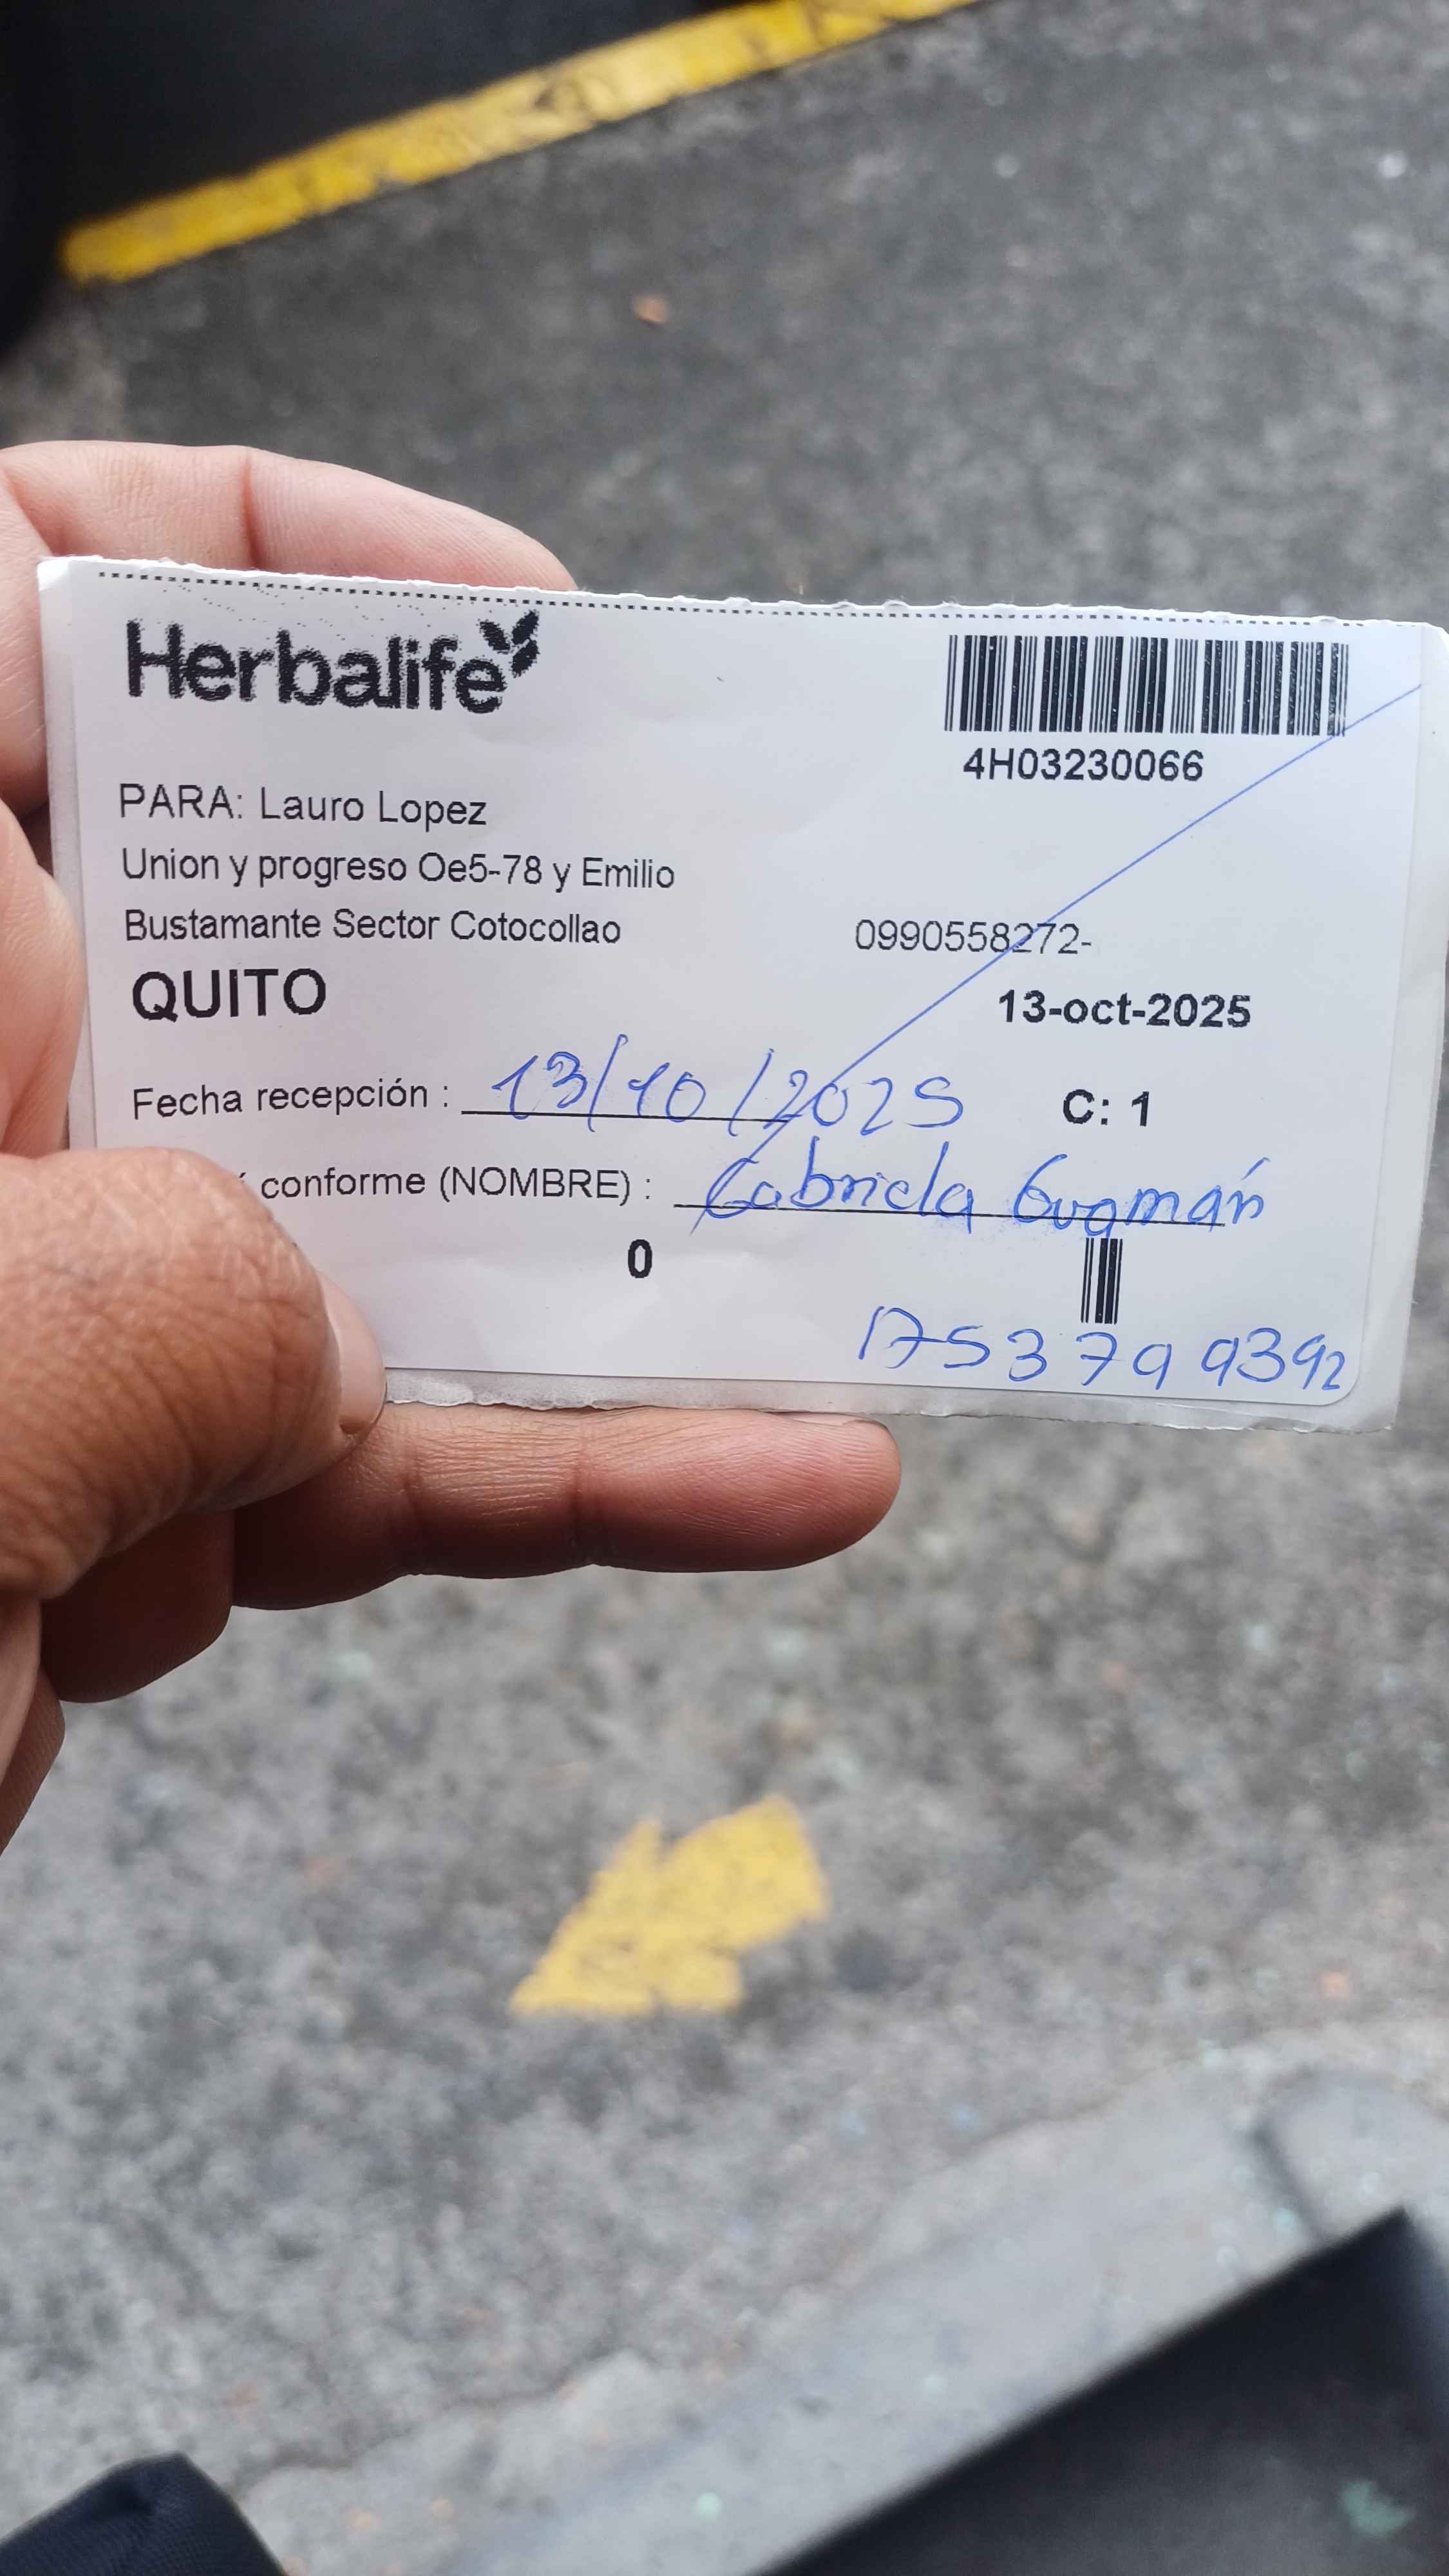 Herbalife
4H03230066
PARA: Lauro Lopez
Union y progreso Oe5-78 y Emilio
Bustamante Sector Cotocollao
0990558272-
QUITO
13-oct-2025
Fecha recepción : 13/10/2025
C: 1
conforme (NOMBRE) : Gabriela Guamán
0
1753799392